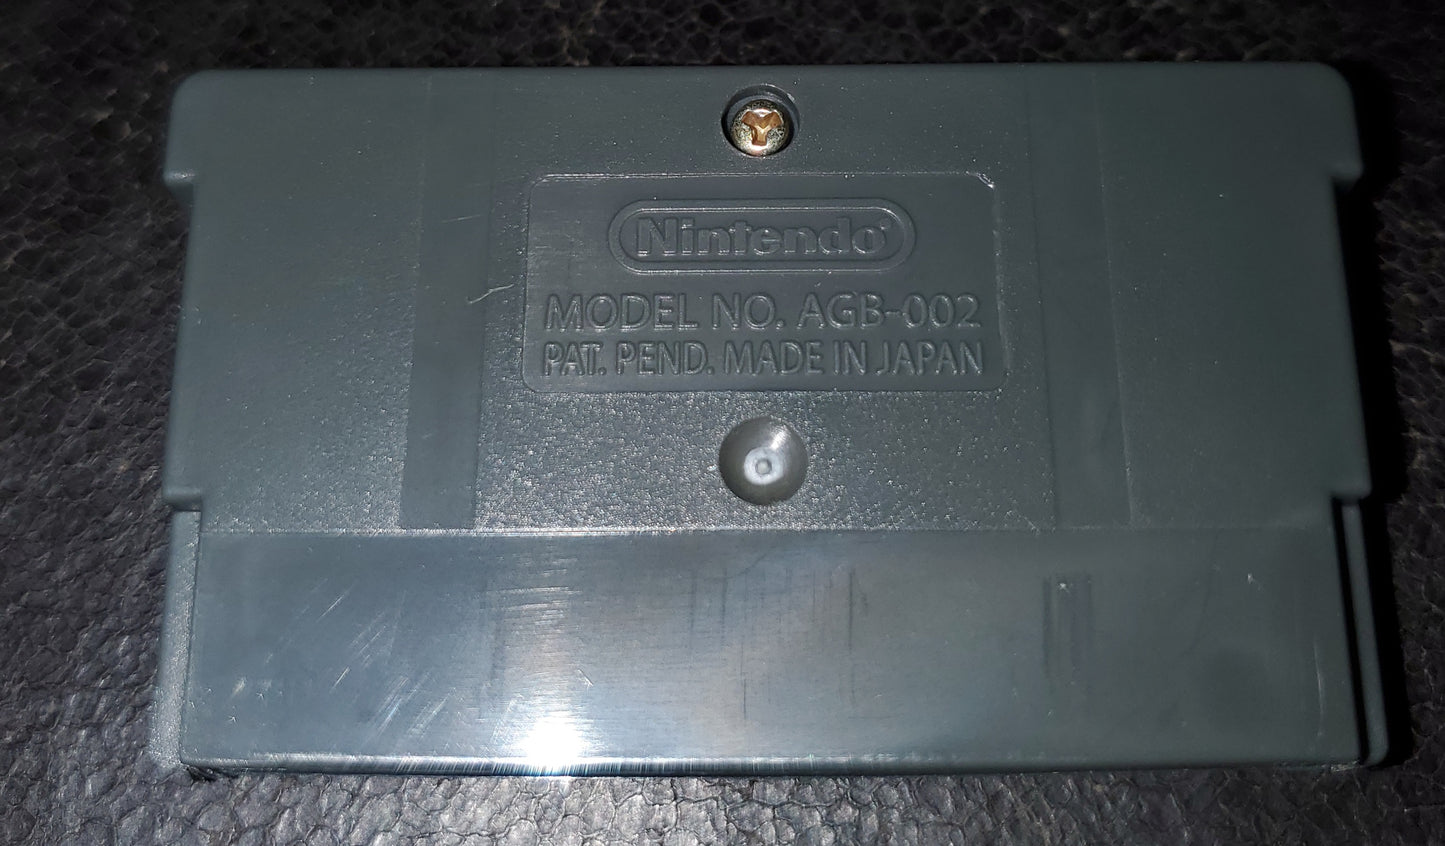 Nintendo
MODEL NO. AGB-002
PAT. PEND. MADE IN JAPAN